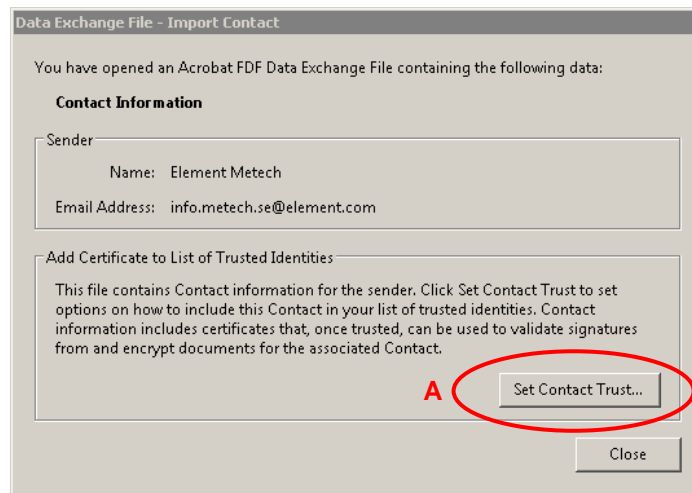 Data Exchange File - Import Contact
You have opened an Acrobat FDF Data Exchange File containing the following data:
Contact Information
Sender
Name: Element Metech
Email Address: info.metech.se@element.com
Add Certificate to List of Trusted Identities
This file contains Contact information for the sender. Click Set Contact Trust to set
options on how to include this Contact in your list of trusted identities. Contact
information includes certificates that, once trusted, can be used to validate signatures
from and encrypt documents for the associated Contact.
A Set Contact Trust...
Close